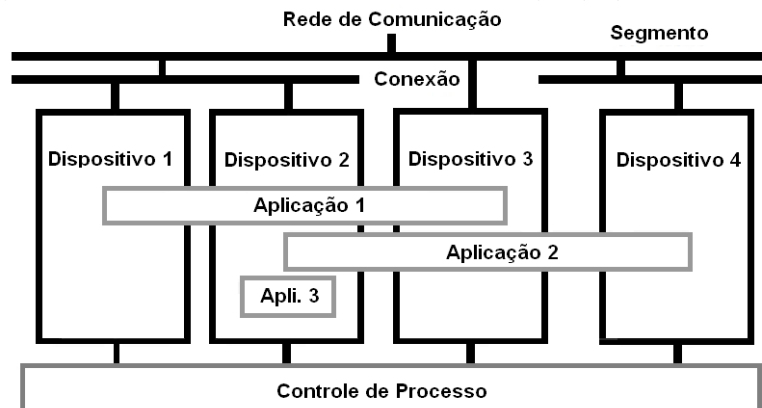 Rede de Comunicação
Segmento
Conexão
Dispositivo 1
Dispositivo 2
Dispositivo 3
Dispositivo 4
Aplicação 1
Aplicação 2
Apli. 3
Controle de Processo